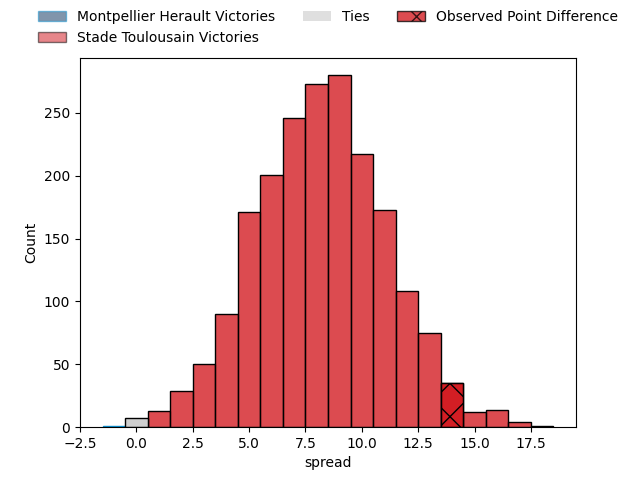 Montpellier Herault Victories
Ties
Observed Point Difference
Stade Toulousain Victories
250
200
150
100
50
0
Count
−2.5
0.0
2.5
5.0
7.5
10.0
12.5
15.0
17.5
spread